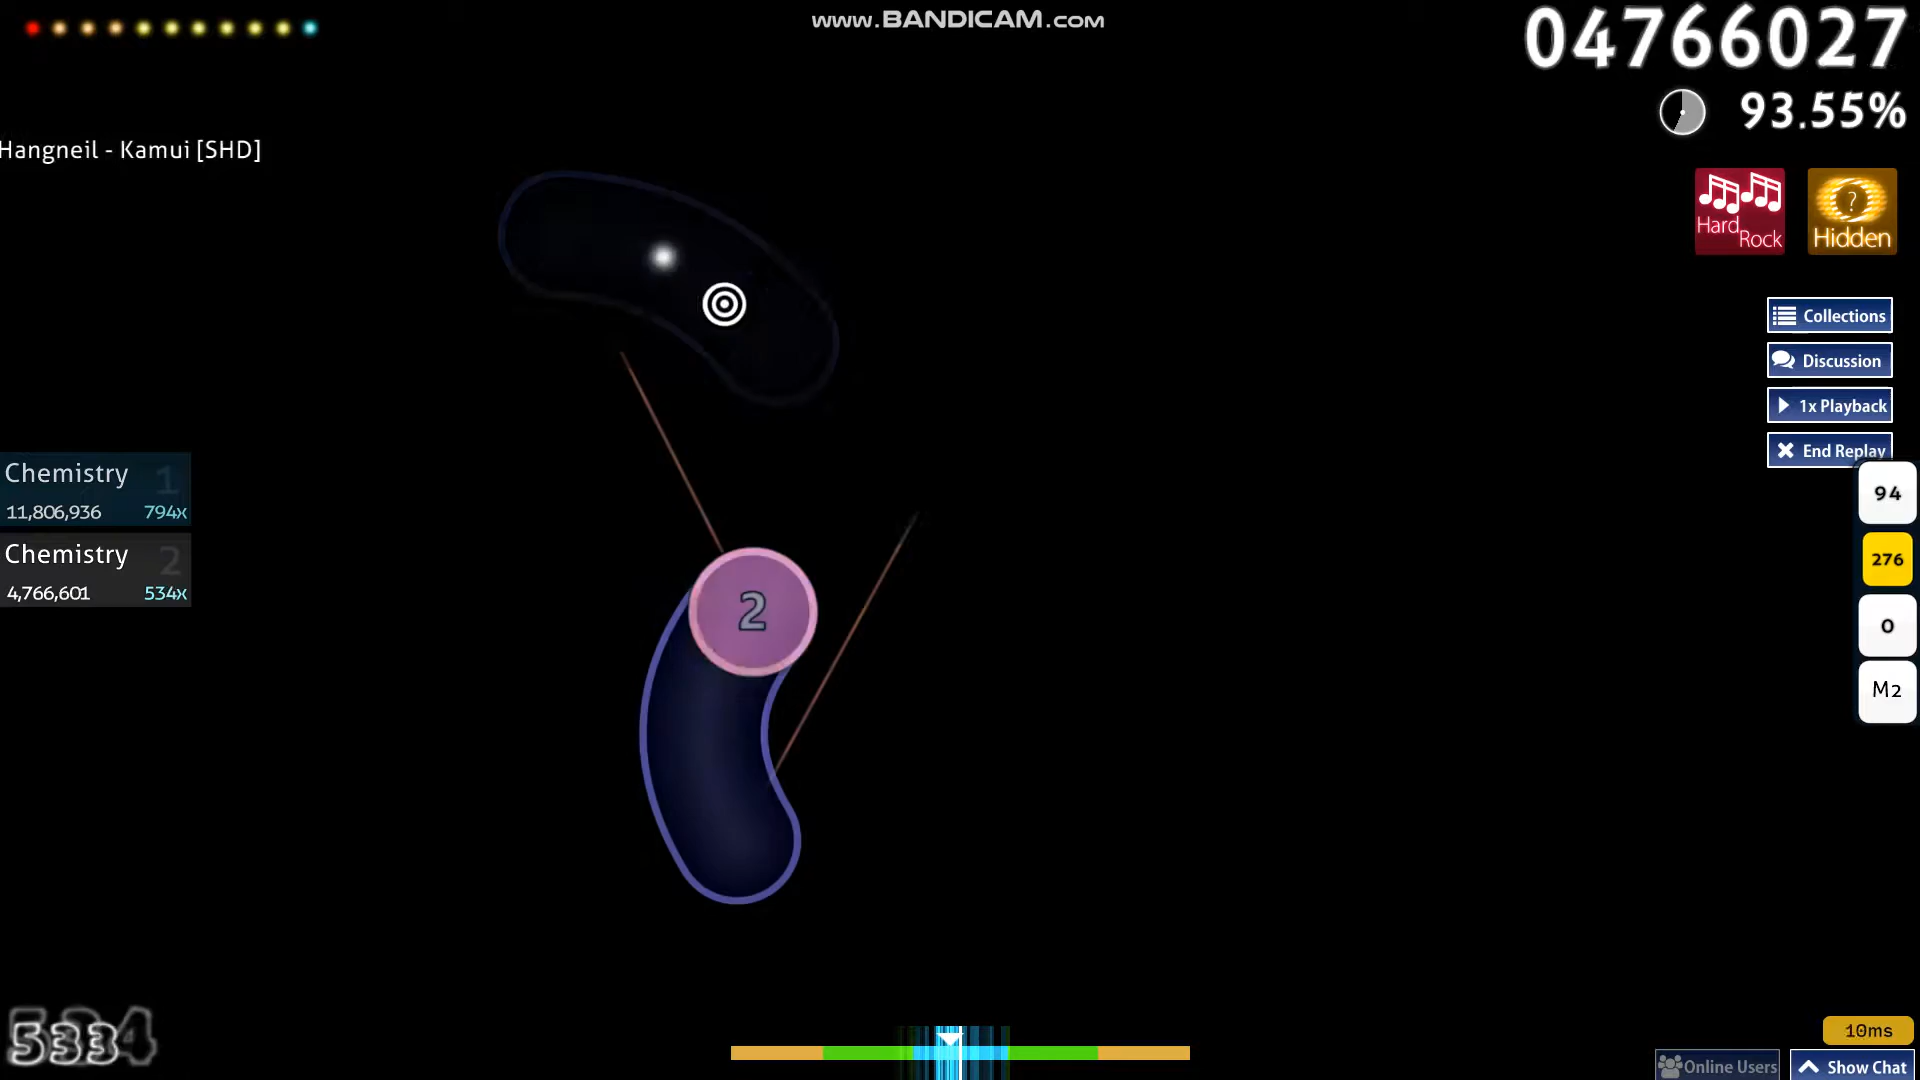 www.BANDICAM.com
04766027
93.55%
Hangneil - Kamui [SHD]
Hard Rock
?
Hidden
Collections
Discussion
1x Playback
End Replay
Chemistry 1
11,806,936 794x
Chemistry 2
4,766,601 534x
94
276
0
M2
2
10ms
Online Users
Show Chat